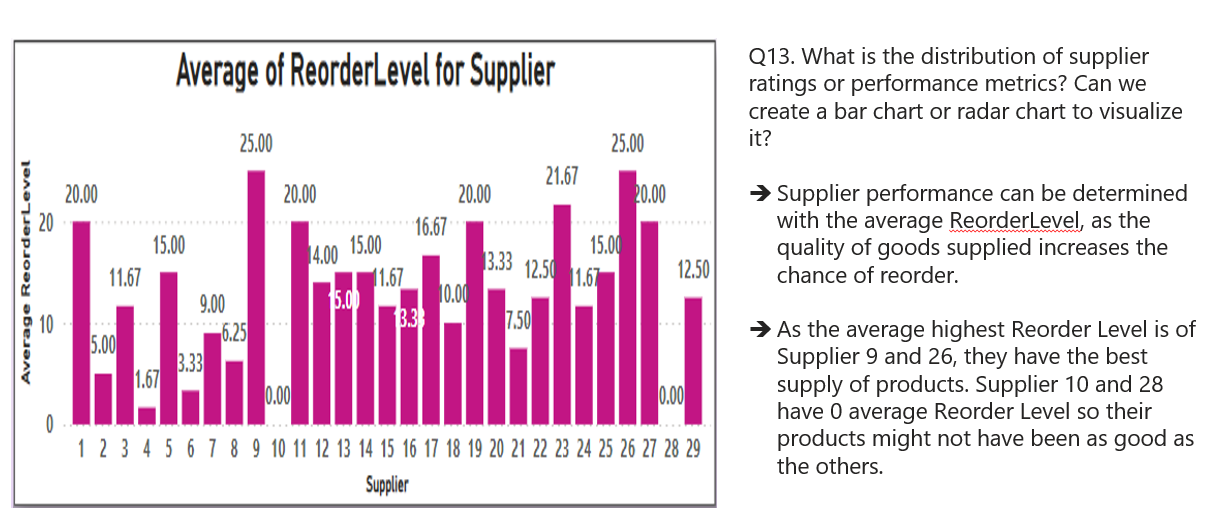 Average of ReorderLevel for Supplier
Average ReorderLevel
20
10
0
20.00
5.00
11.67
1.67
15.00
3.33
9.00
6.25
25.00
0.00
20.00
14.00
15.00
15.00
11.67
13.33
16.67
10.00
20.00
13.33
7.50
12.50
21.67
11.67
15.00
25.00
20.00
0.00
12.50
1 2 3 4 5 6 7 8 9 10 11 12 13 14 15 16 17 18 19 20 21 22 23 24 25 26 27 28 29
Supplier
Q13. What is the distribution of supplier
ratings or performance metrics? Can we
create a bar chart or radar chart to visualize
it?
➔ Supplier performance can be determined
with the average ReorderLevel, as the
quality of goods supplied increases the
chance of reorder.
➔ As the average highest Reorder Level is of
Supplier 9 and 26, they have the best
supply of products. Supplier 10 and 28
have 0 average Reorder Level so their
products might not have been as good as
the others.